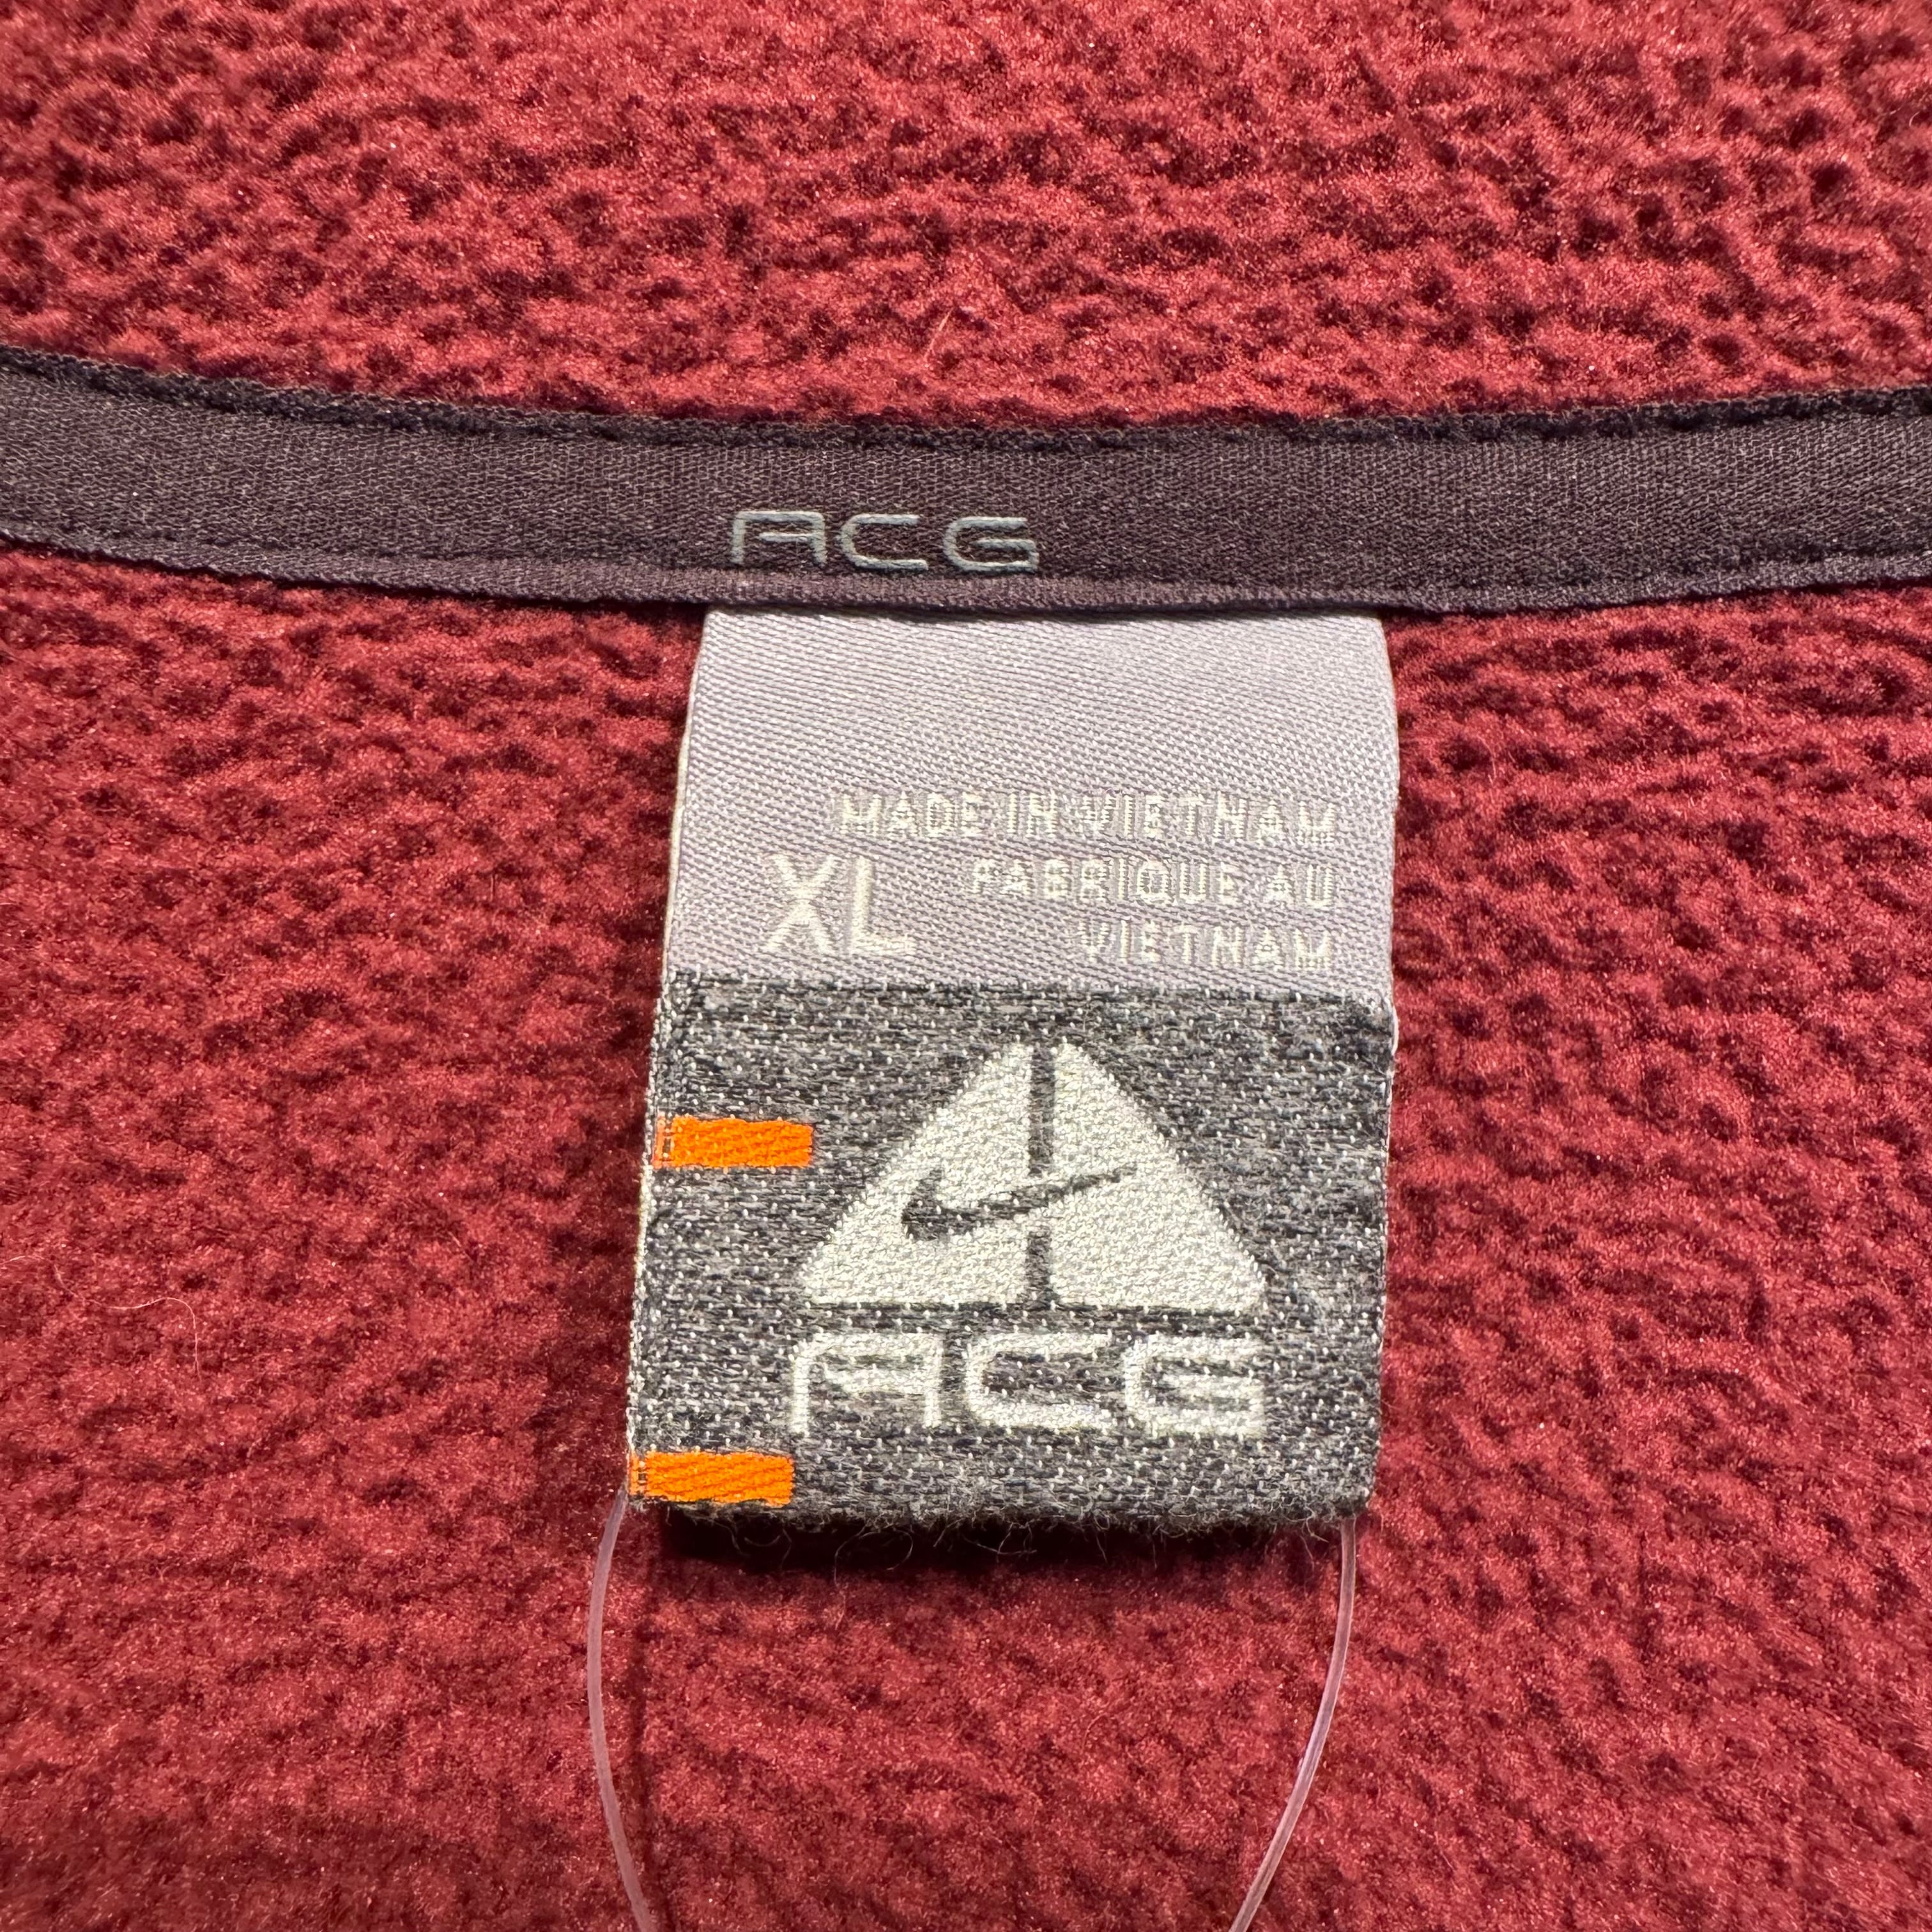 ACG
MADE IN VIETNAM
XL FABRIQUE AU
VIETNAM
ACG